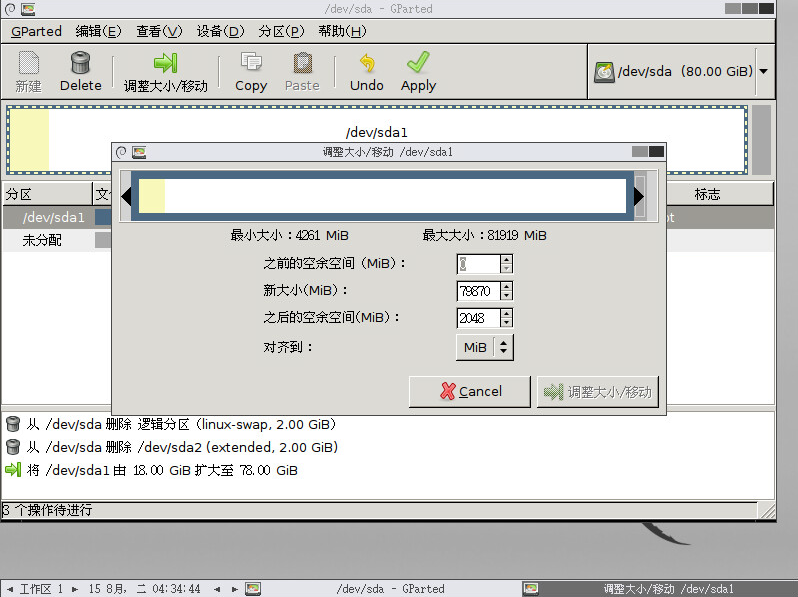 /dev/sda - GParted
GParted 编辑(E) 查看(V) 设备(D) 分区(P) 帮助(H)
新建 Delete 调整大小/移动 Copy Paste Undo Apply /dev/sda (80.00 GiB)
/dev/sda1
调整大小/移动 /dev/sda1
分区 文 标志
/dev/sda1
未分配
最小大小：4261 MiB 最大大小：81919 MiB
之前的空余空间 (MiB)： 0
新大小(MiB)： 79870
之后的空余空间(MiB)： 2048
对齐到： MiB
Cancel 调整大小/移动
从 /dev/sda 删除 逻辑分区 (linux-swap, 2.00 GiB)
从 /dev/sda 删除 /dev/sda2 (extended, 2.00 GiB)
将 /dev/sda1 由 18.00 GiB 扩大至 78.00 GiB
3 个操作待进行
工作区 1 15 8月, 二 04:34:44 /dev/sda - GParted 调整大小/移动 /dev/sda1